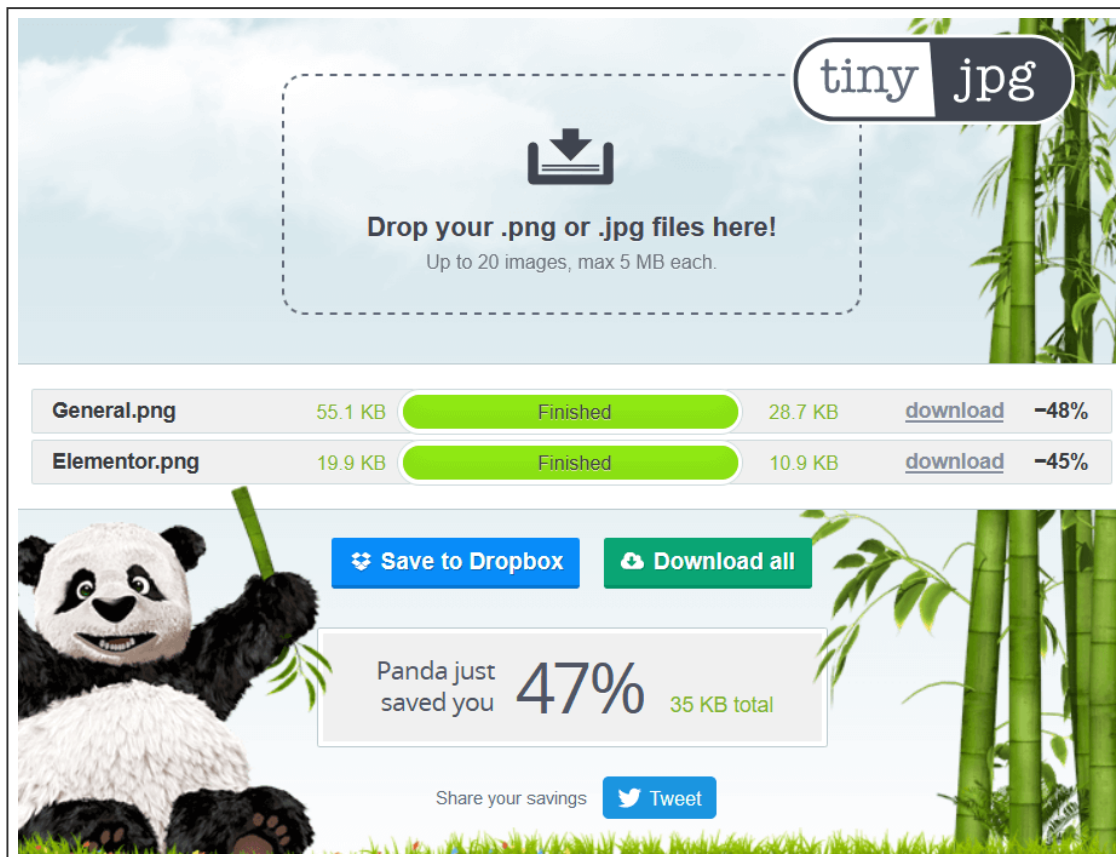 tiny jpg
Drop your .png or .jpg files here!
Up to 20 images, max 5 MB each.
General.png 55.1 KB Finished 28.7 KB download −48%
Elementor.png 19.9 KB Finished 10.9 KB download −45%
Save to Dropbox Download all
Panda just
saved you 47% 35 KB total
Share your savings Tweet